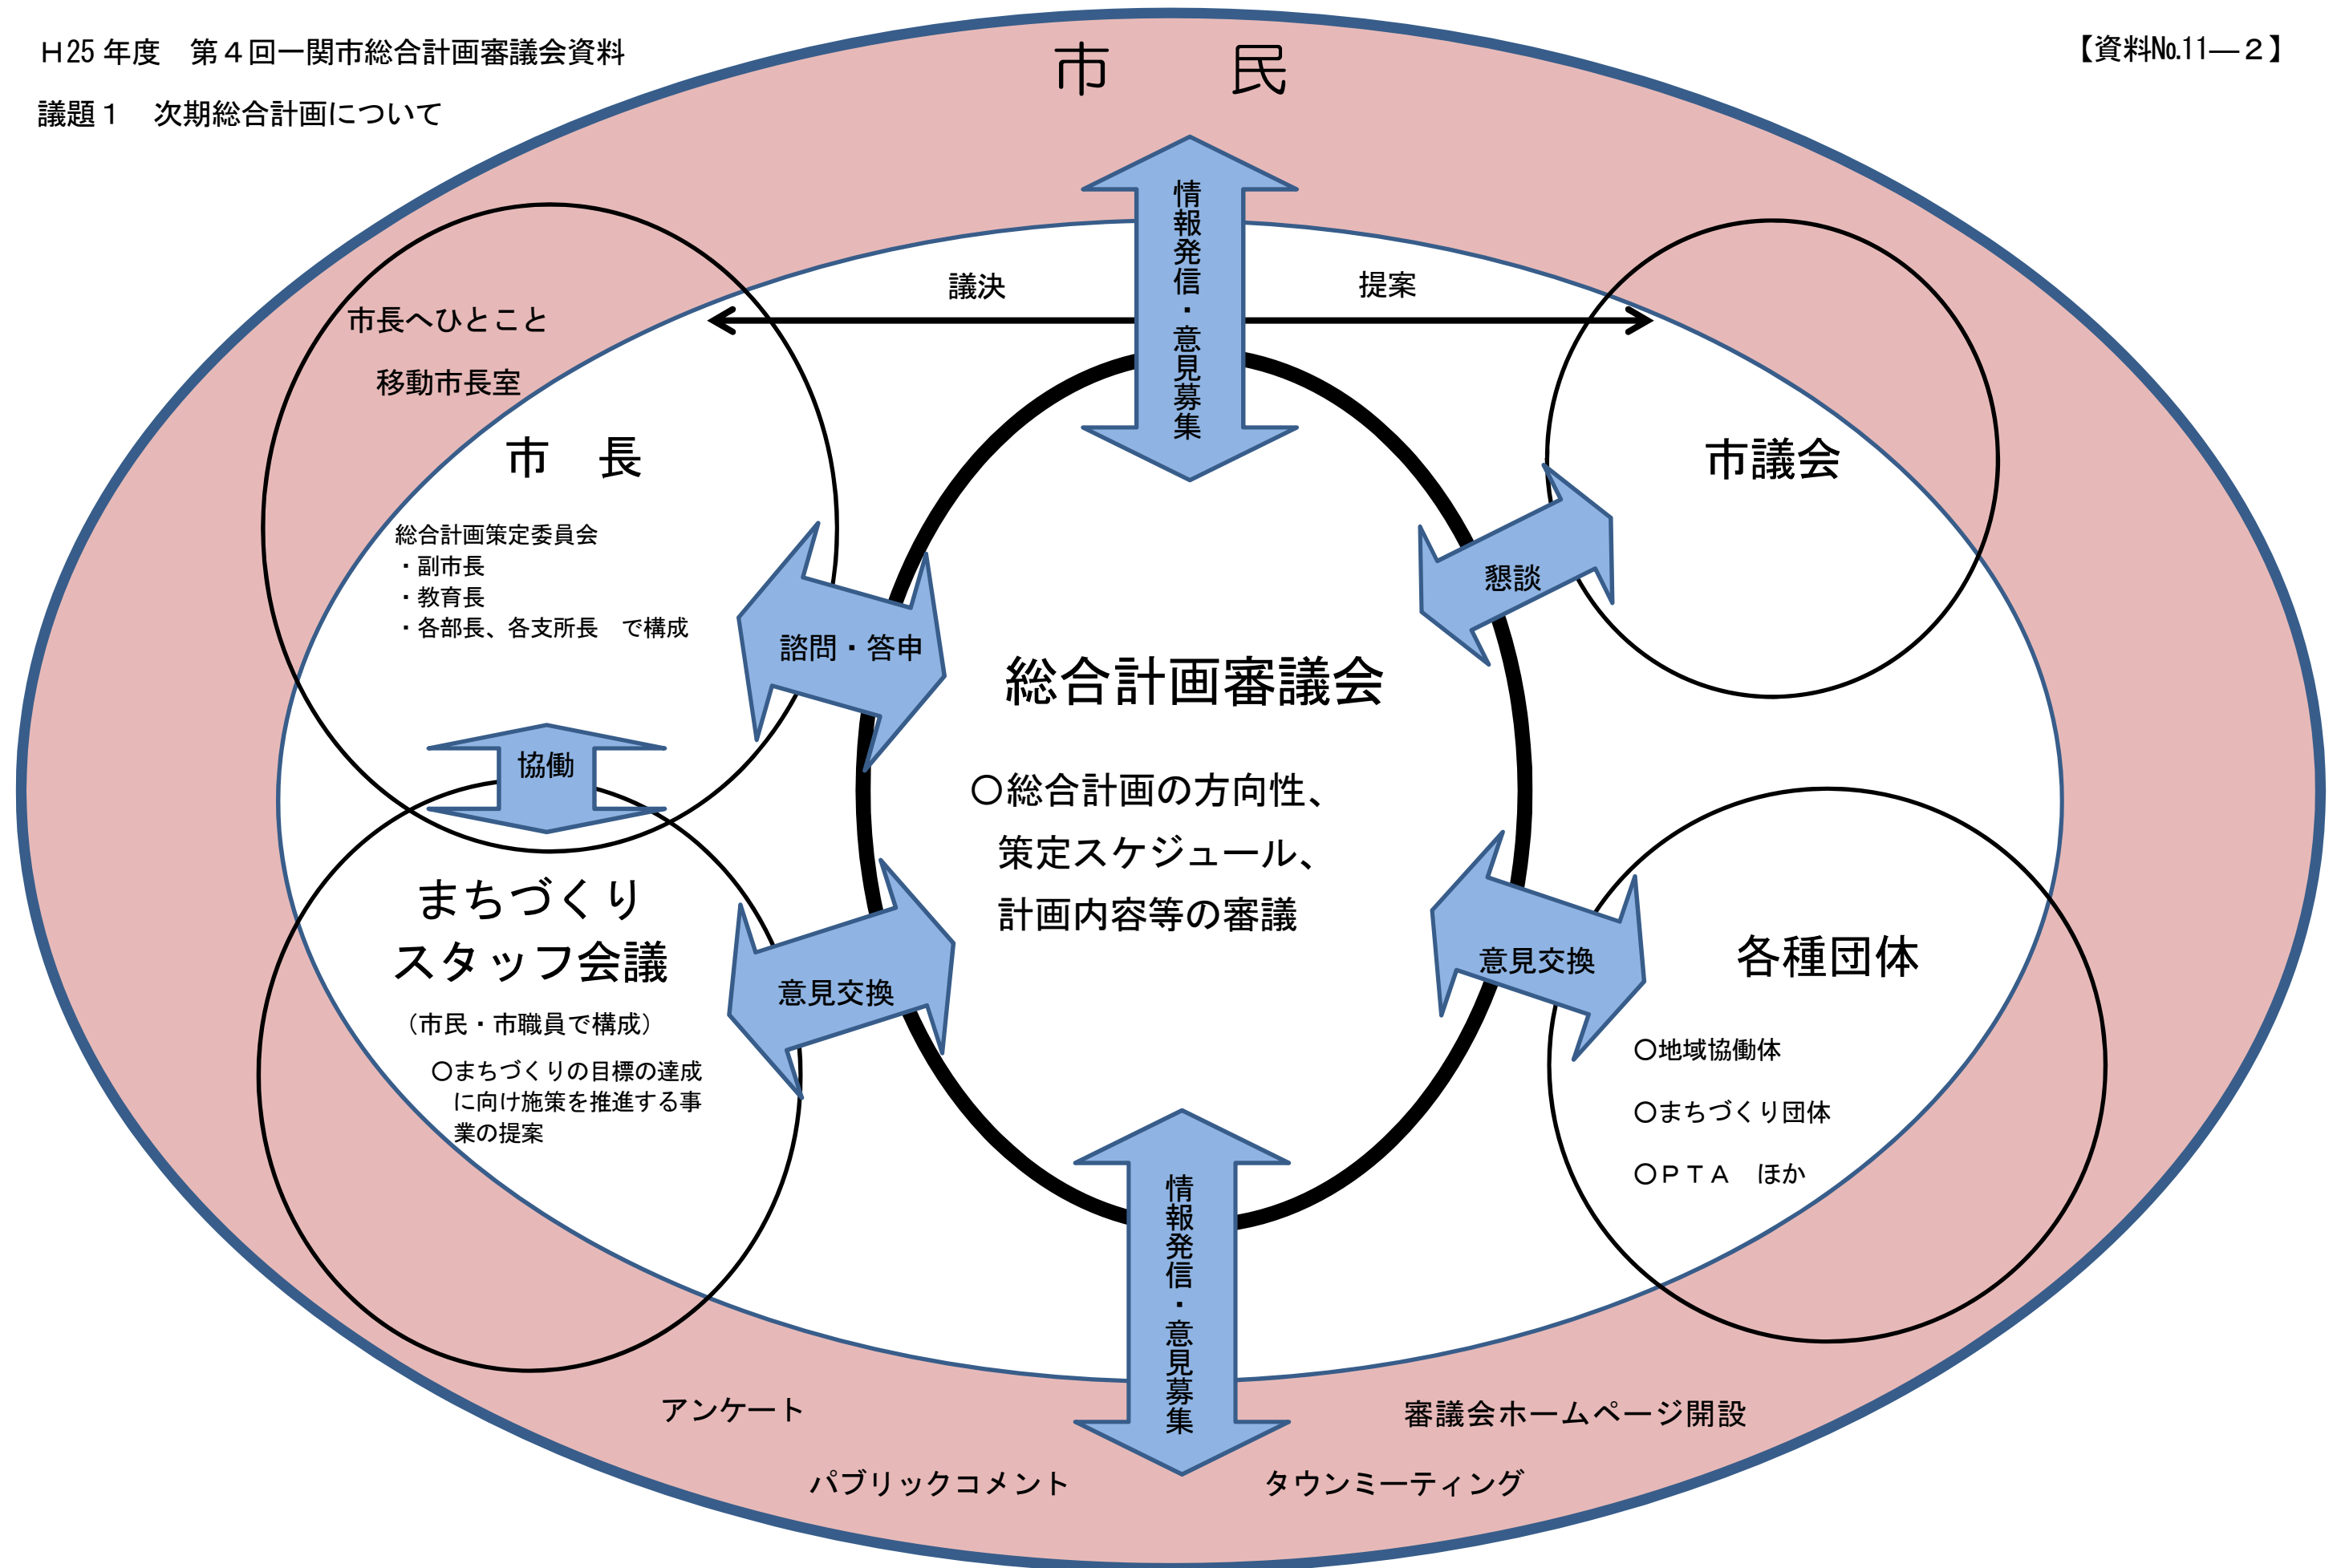 Ｈ25 年度　第４回一関市総合計画審議会資料
【資料№11―２】
議題１　次期総合計画について
市　民
情報発信・意見募集
議決
提案
市長へひとこと
移動市長室
市　長
総合計画策定委員会
・副市長
・教育長
・各部長、各支所長　で構成
市議会
懇談
諮問・答申
総合計画審議会
〇総合計画の方向性、
策定スケジュール、
計画内容等の審議
協働
まちづくり
スタッフ会議
（市民・市職員で構成）
〇まちづくりの目標の達成
に向け施策を推進する事
業の提案
意見交換
意見交換
各種団体
〇地域協働体
〇まちづくり団体
〇ＰＴＡ　ほか
情報発信・意見募集
アンケート
審議会ホームページ開設
パブリックコメント
タウンミーティング